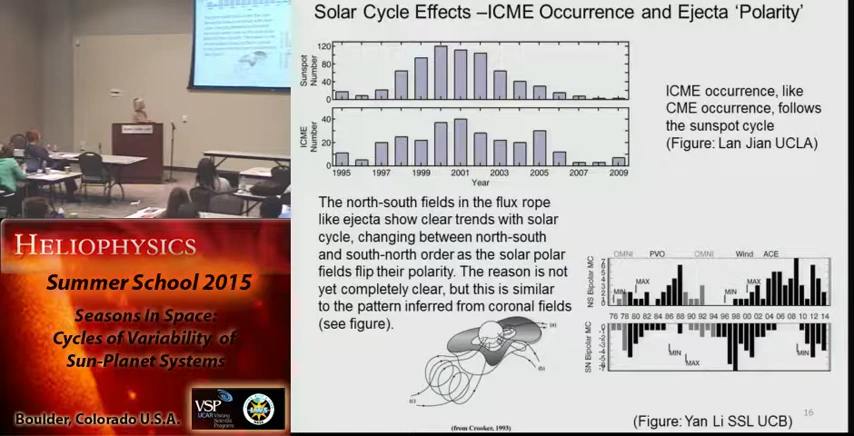 Solar Cycle Effects –ICME Occurrence and Ejecta ‘Polarity’
Sunspot
Number
120
80
40
0
ICME
Number
40
20
0
1995 1997 1999 2001 2003 2005 2007 2009
Year
ICME occurrence, like
CME occurrence, follows
the sunspot cycle
(Figure: Lan Jian UCLA)
The north-south fields in the flux rope
like ejecta show clear trends with solar
cycle, changing between north-south
and south-north order as the solar polar
fields flip their polarity. The reason is not
yet completely clear, but this is similar
to the pattern inferred from coronal fields
(see figure).
(a)
(b)
(c)
(from Crooker, 1993)
OMNI PVO OMNI Wind ACE
NS Bipolar MC
MIN MAX MIN MAX
76 78 80 82 84 86 88 90 92 94 96 98 00 02 04 06 08 10 12 14
SN Bipolar MC
MIN MAX MIN
(Figure: Yan Li SSL UCB)
16
HELIOPHYSICS
Summer School 2015
Seasons In Space:
Cycles of Variability of
Sun-Planet Systems
Boulder, Colorado U.S.A.
VSP
UCAR Visiting
Scientist
Programs